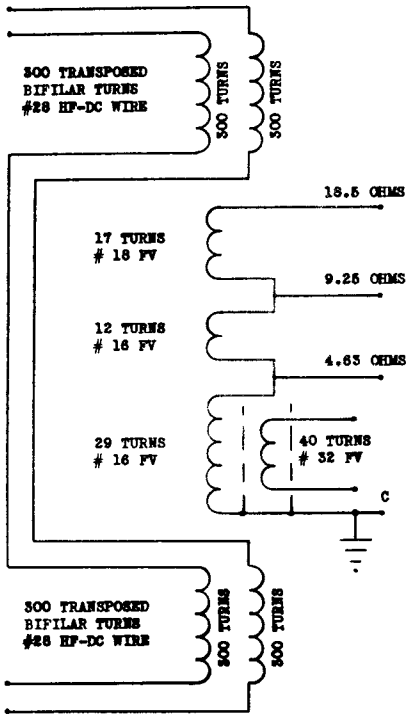 300 TRANSPOSED
BIFILAR TURNS
#28 HF-DC WIRE
300 TURNS
300 TURNS
18.5 OHMS
17 TURNS
# 18 FV
9.25 OHMS
12 TURNS
# 16 FV
4.63 OHMS
29 TURNS
# 16 FV
40 TURNS
# 32 FV
C
300 TRANSPOSED
BIFILAR TURNS
#28 HF-DC WIRE
300 TURNS
300 TURNS